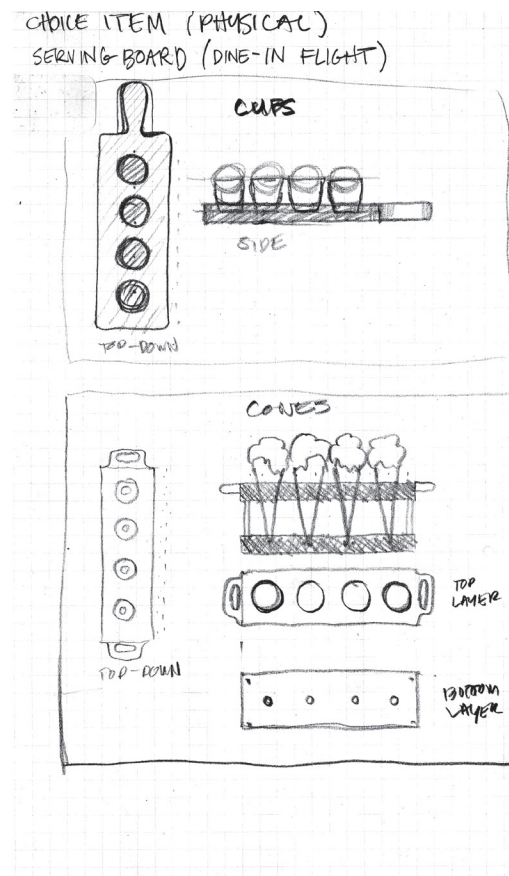 CHOICE ITEM (PHYSICAL)
SERVING BOARD (DINE-IN FLIGHT)
CUPS
SIDE
TOP-DOWN
CONES
TOP
LAYER
TOP-DOWN
BOTTOM
LAYER